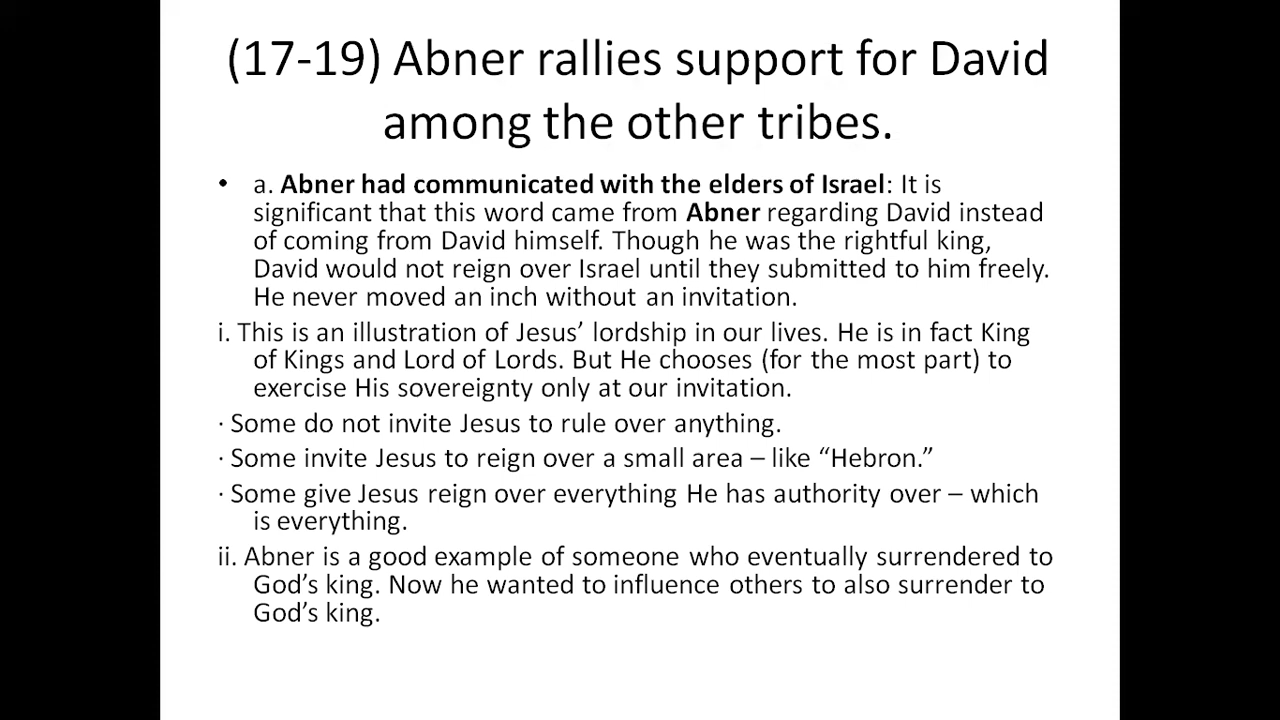 (17-19) Abner rallies support for David
among the other tribes.
• a. Abner had communicated with the elders of Israel: It is
significant that this word came from Abner regarding David instead
of coming from David himself. Though he was the rightful king,
David would not reign over Israel until they submitted to him freely.
He never moved an inch without an invitation.
i. This is an illustration of Jesus’ lordship in our lives. He is in fact King
of Kings and Lord of Lords. But He chooses (for the most part) to
exercise His sovereignty only at our invitation.
· Some do not invite Jesus to rule over anything.
· Some invite Jesus to reign over a small area – like “Hebron.”
· Some give Jesus reign over everything He has authority over – which
is everything.
ii. Abner is a good example of someone who eventually surrendered to
God’s king. Now he wanted to influence others to also surrender to
God’s king.